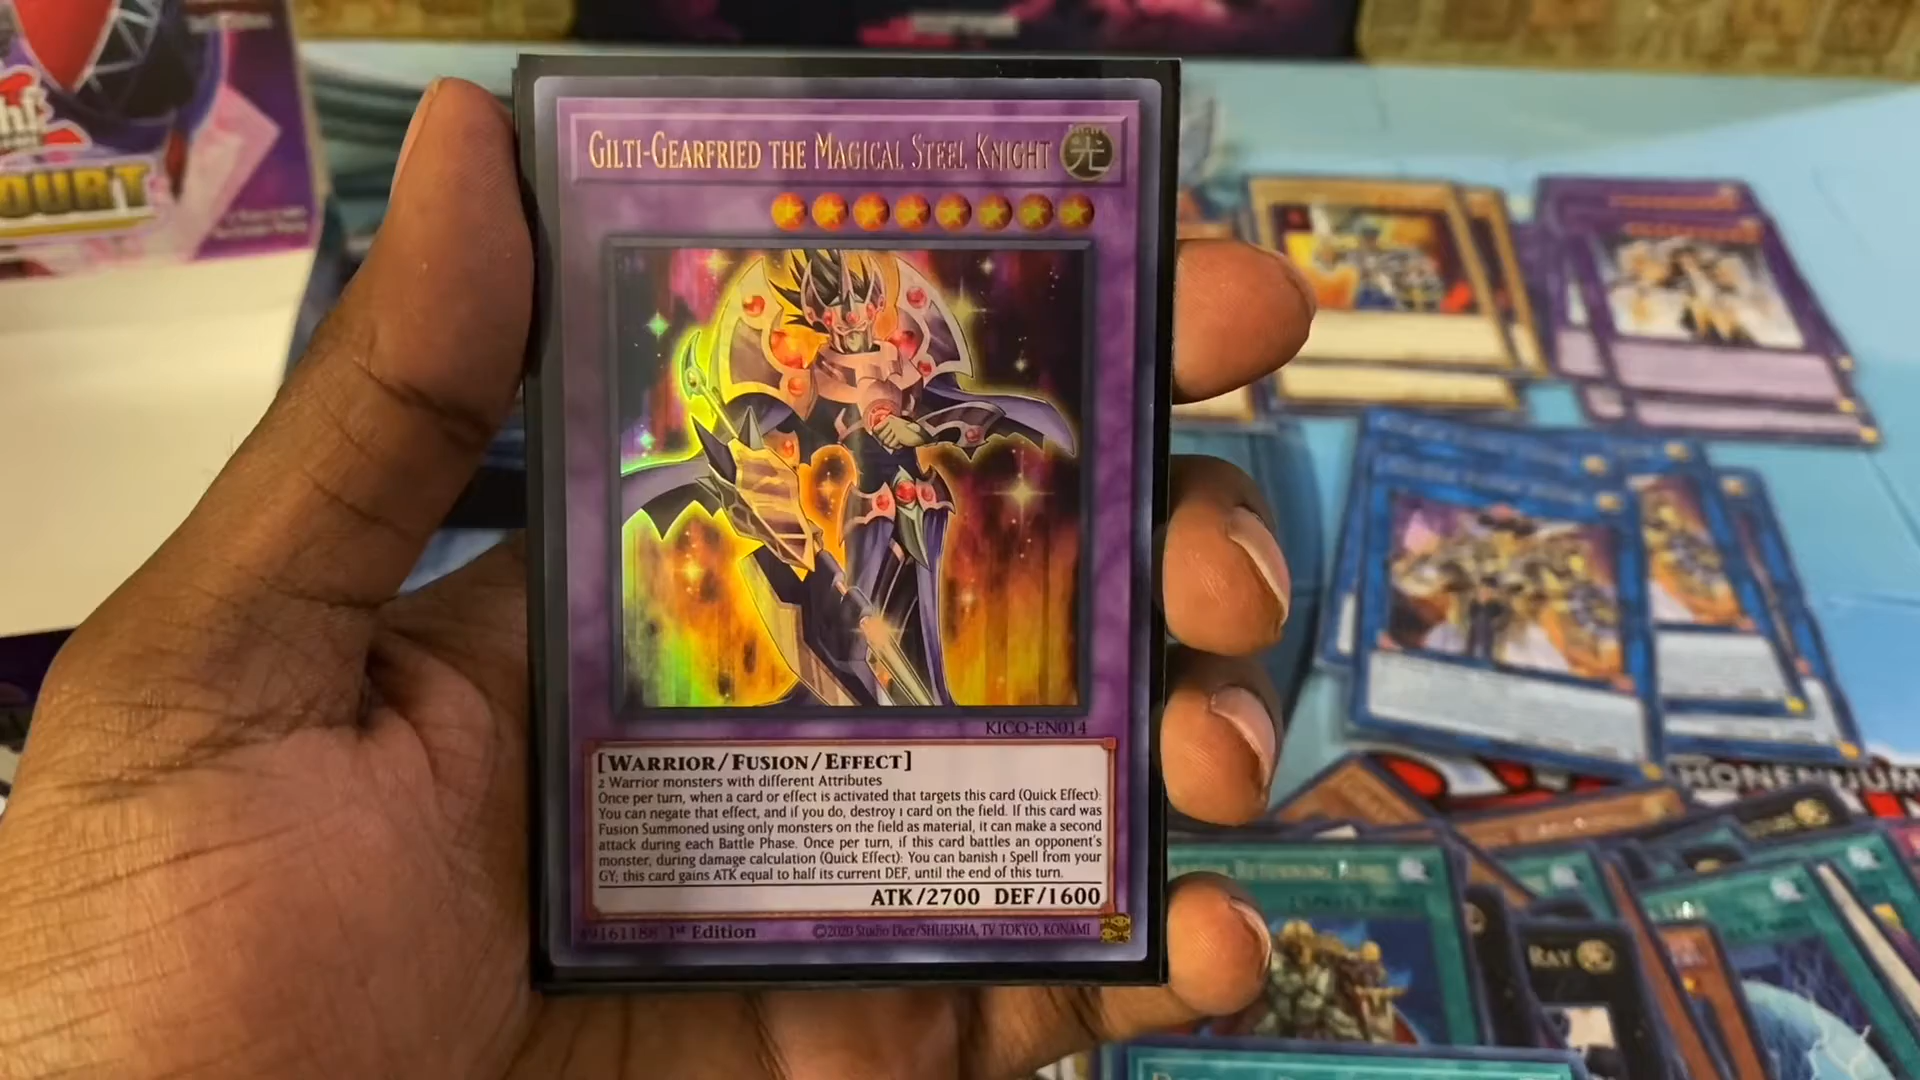 GILTI-GEARFRIED THE MAGICAL STEEL KNIGHT
光
KICO-EN014
[WARRIOR/FUSION/EFFECT]
2 Warrior monsters with different Attributes
Once per turn, when a card or effect is activated that targets this card (Quick Effect):
You can negate that effect, and if you do, destroy 1 card on the field. If this card was
Fusion Summoned using only monsters on the field as material, it can make a second
attack during each Battle Phase. Once per turn, if this card battles an opponent's
monster, during damage calculation (Quick Effect): You can banish 1 Spell from your
GY; this card gains ATK equal to half its current DEF, until the end of this turn.
ATK/2700 DEF/1600
49161188 1st Edition
©2020 Studio Dice/SHUEISHA, TV TOKYO, KONAMI
OURT
RAY